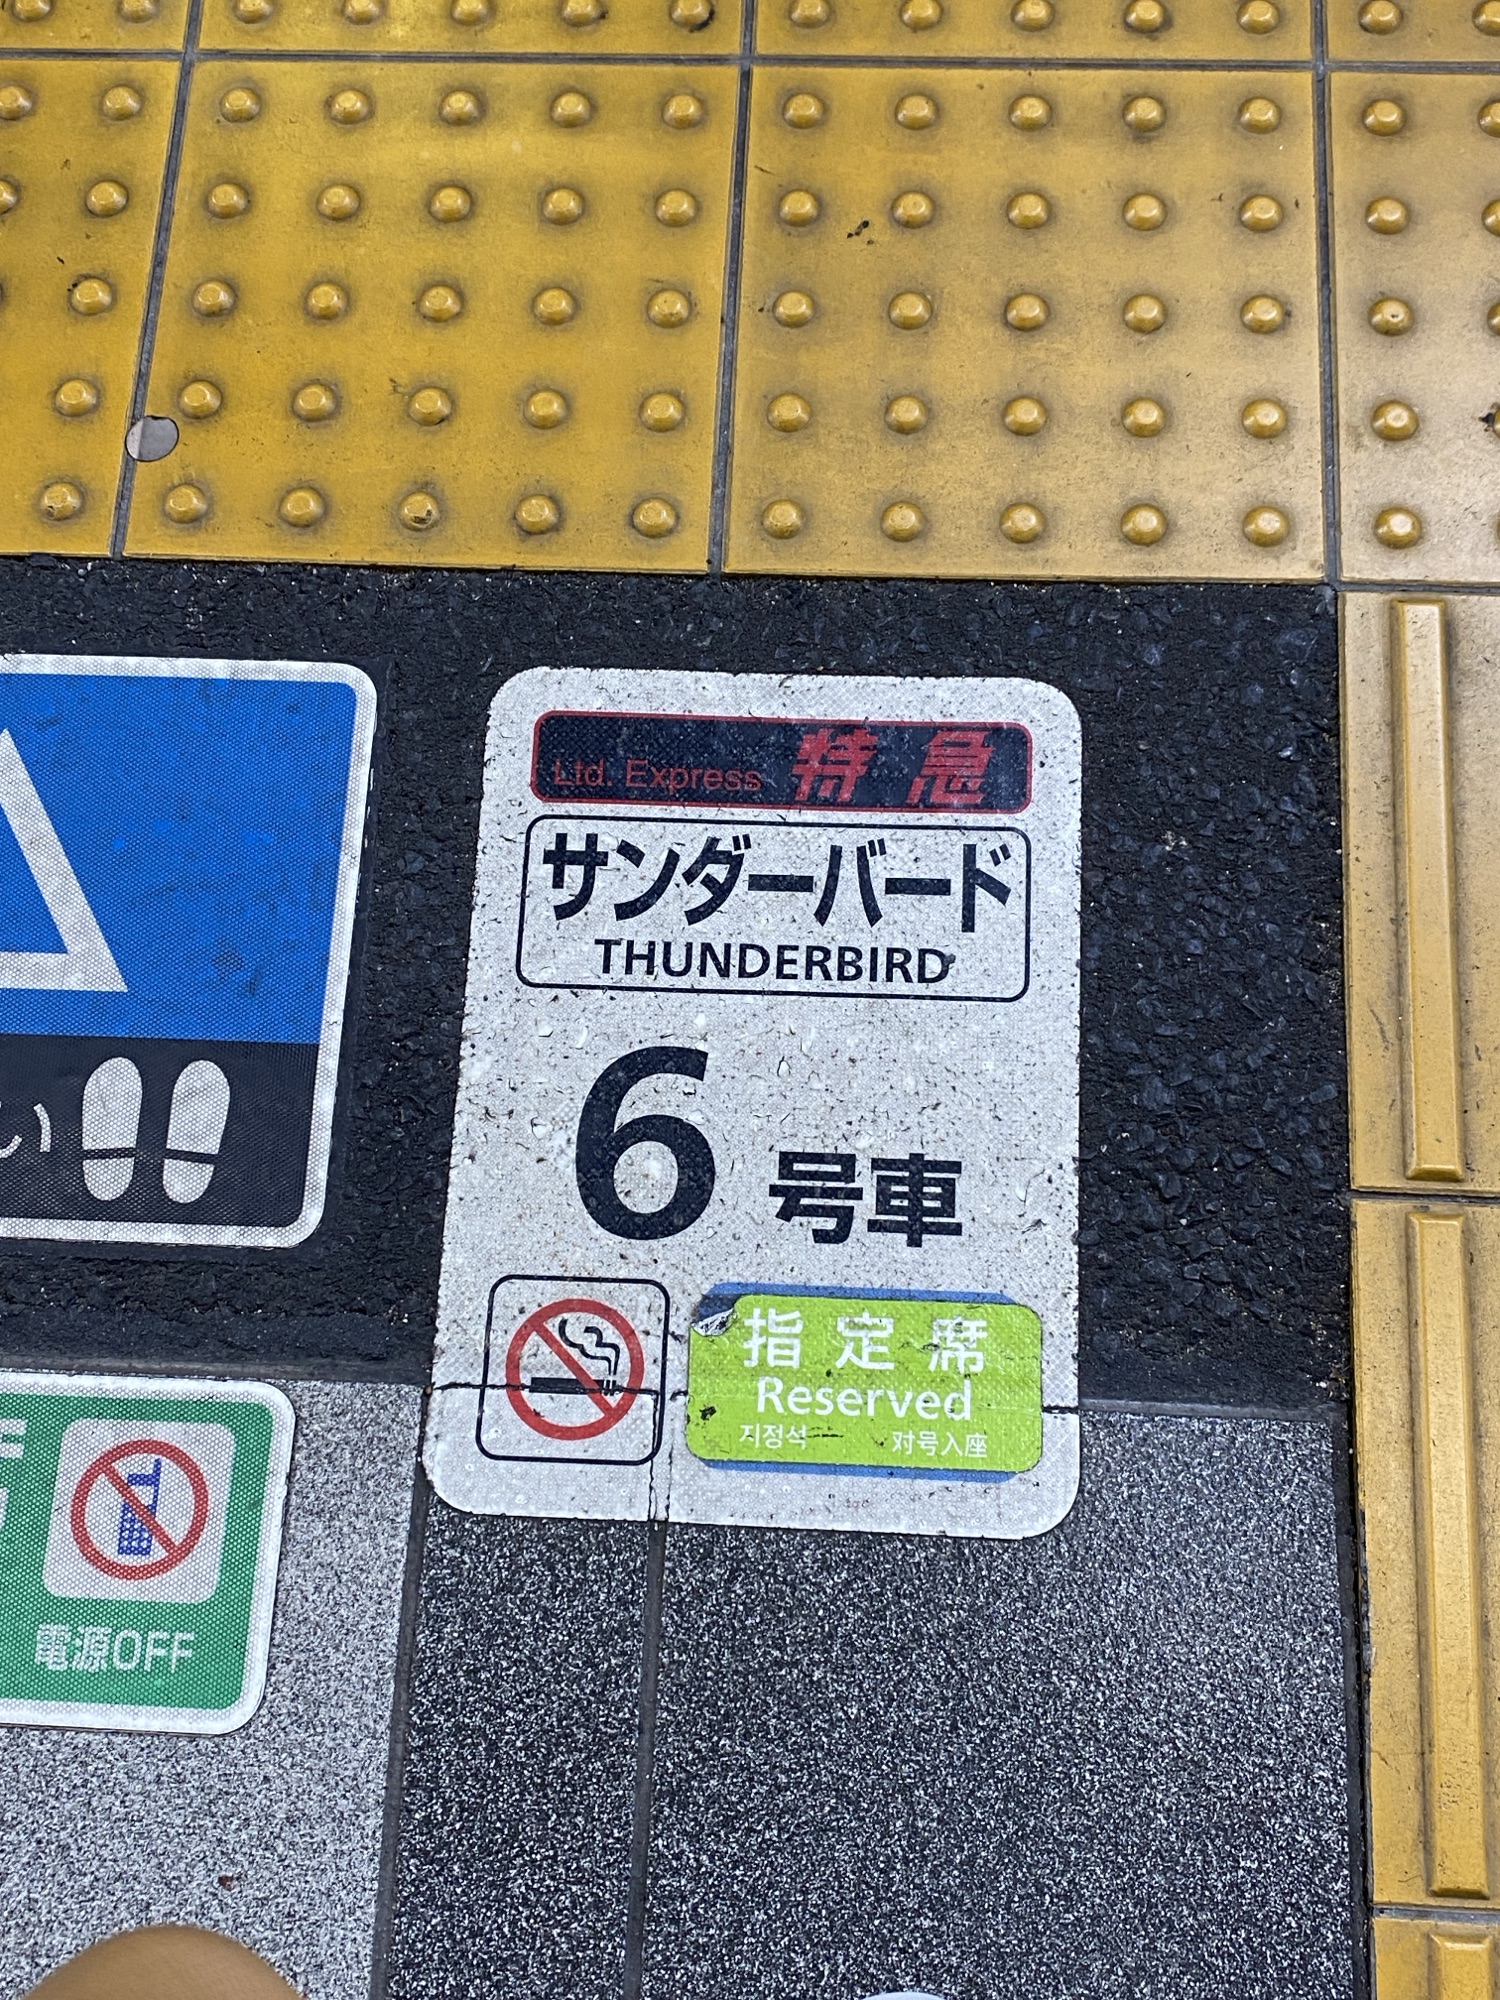 Ltd. Express 特急
サンダーバード
THUNDERBIRD
6 号車
指定席
Reserved
지정석 对号入座
い
電源OFF